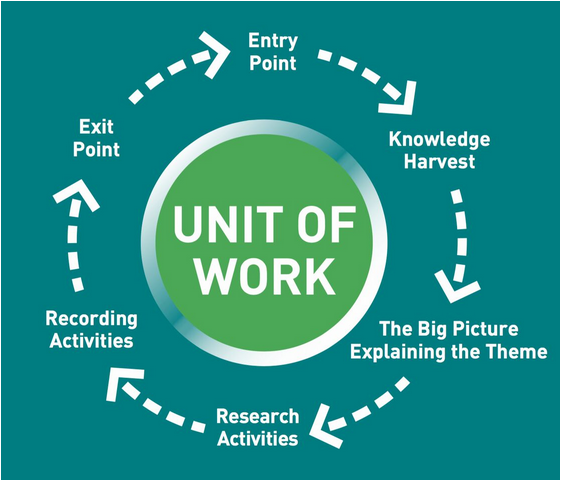 Entry
Point
Knowledge
Harvest
The Big Picture
Explaining the Theme
Research
Activities
Recording
Activities
Exit
Point
UNIT OF
WORK